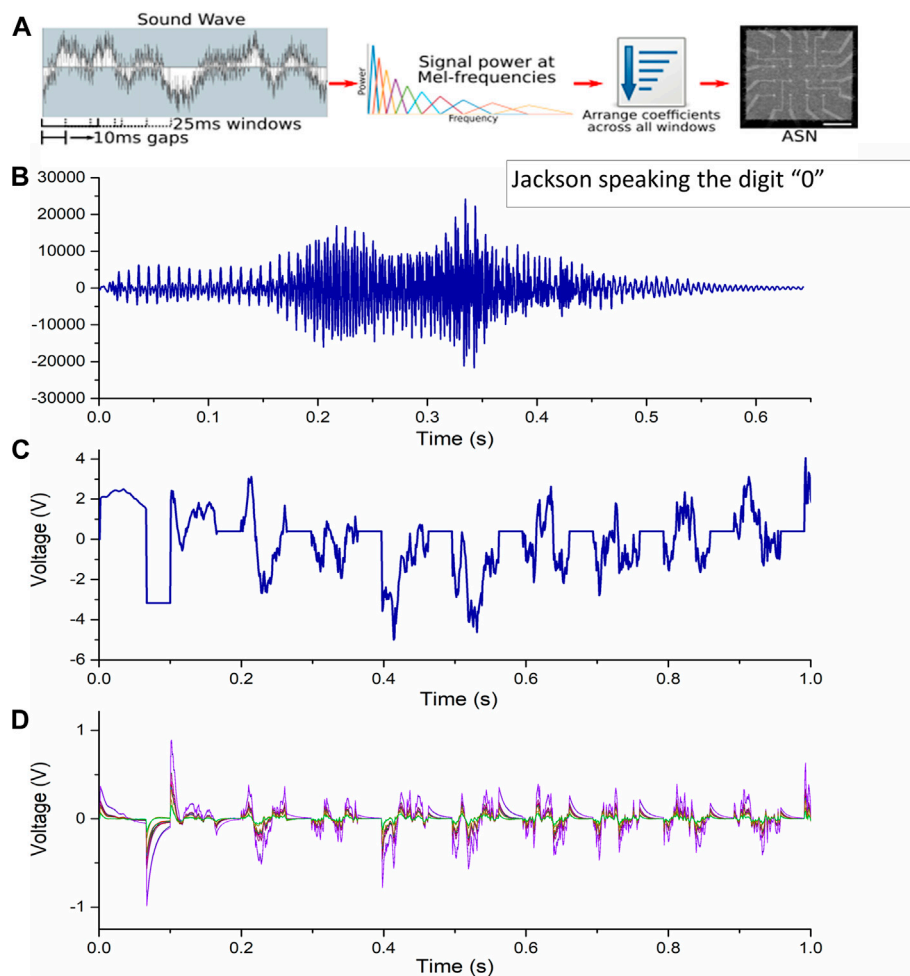 A
Sound Wave
25ms windows
10ms gaps
Power
Frequency
Signal power at
Mel-frequencies
Arrange coefficients
across all windows
ASN
B
Jackson speaking the digit “0”
30000
20000
10000
0
-10000
-20000
-30000
0.0 0.1 0.2 0.3 0.4 0.5 0.6
Time (s)
C
Voltage (V)
4
2
0
-2
-4
-6
0.0 0.2 0.4 0.6 0.8 1.0
Time (s)
D
Voltage (V)
1
0
-1
0.0 0.2 0.4 0.6 0.8 1.0
Time (s)